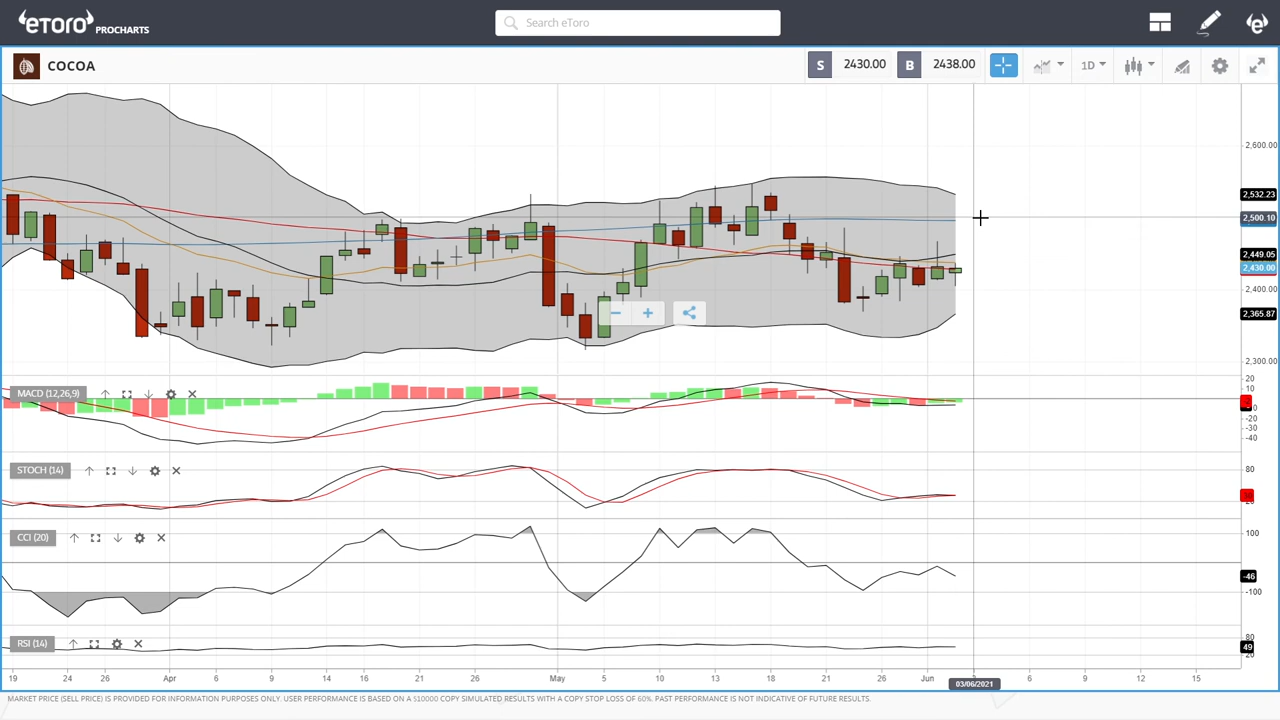 eToro PROCHARTS
Search eToro
COCOA
S 2430.00 B 2438.00 1D
2,600.00
2,532.23
2,500.10
2,449.05
2,430.00
2,400.00
2,365.87
2,300.00
MACD (12,26,9)
20
10
-20
-30
-40
STOCH (14)
80
CCI (20)
100
-46
-100
RSI (14)
80
49
20
19 24 26 Apr 6 9 14 16 21 26 May 5 10 13 18 21 26 Jun 6 9 12 15
03/06/2021
MARKET PRICE (SELL PRICE) IS PROVIDED FOR INFORMATION PURPOSES ONLY. USER PERFORMANCE IS BASED ON A $10000 COPY SIMULATED RESULTS WITH A COPY STOP LOSS OF 60%. PAST PERFORMANCE IS NOT INDICATIVE OF FUTURE RESULTS.